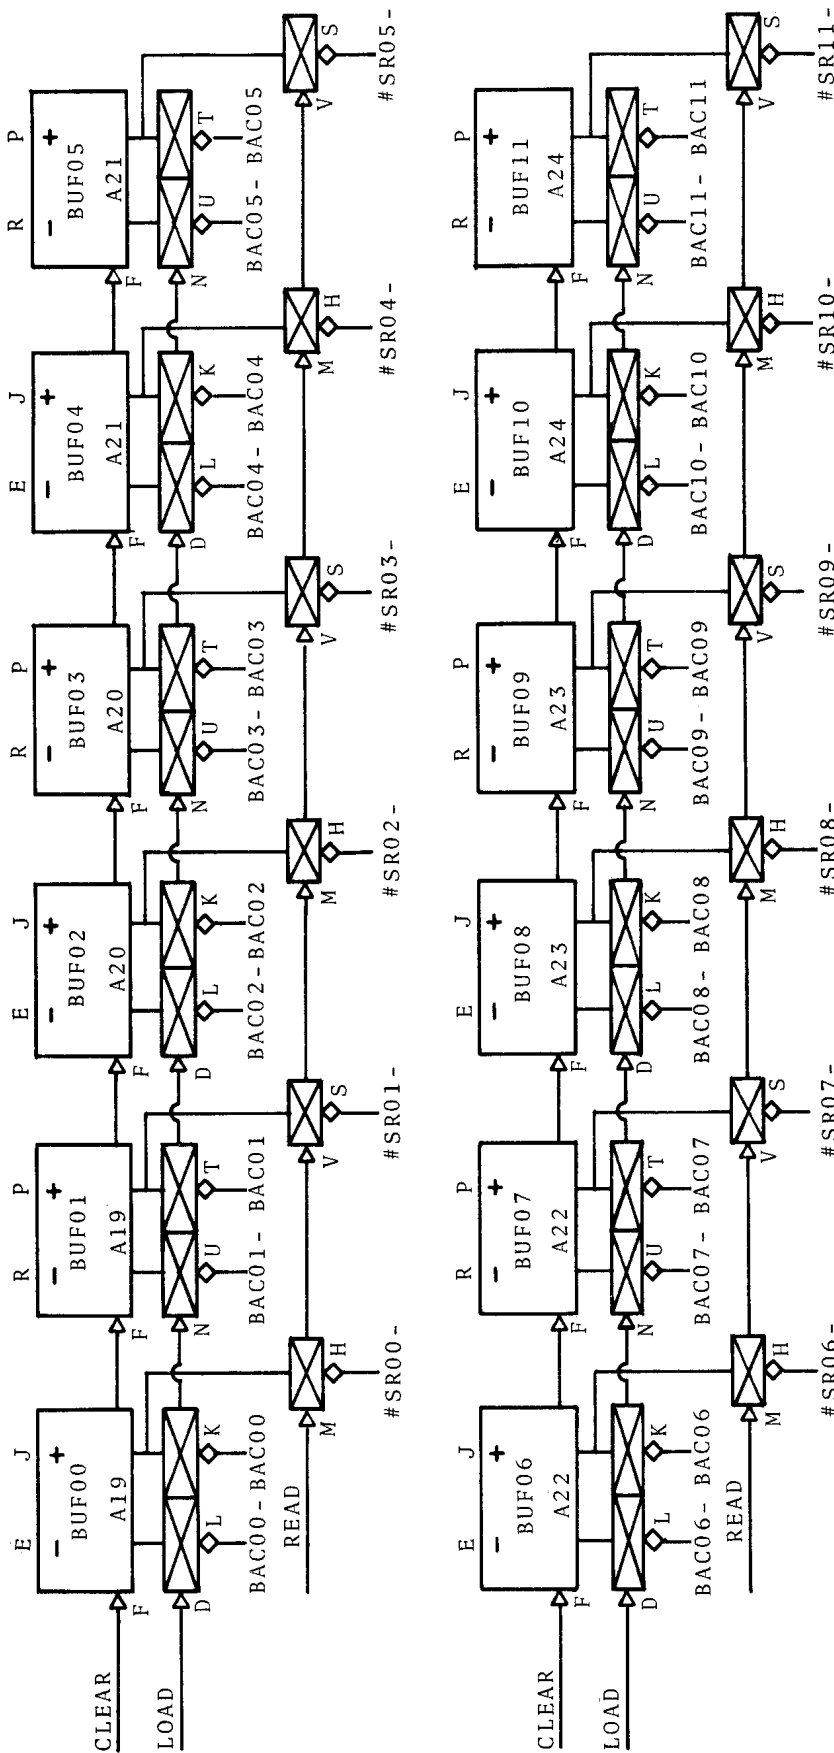 E J R P E J R P E J R P
BUF00 BUF01 BUF02 BUF03 BUF04 BUF05
- + - + - + - + - + - +
A19 A19 A20 A20 A21 A21
CLEAR F F F F F F
LOAD D N D N D N
L K U T L K U T L K U T
BAC00- BAC00 BAC01- BAC01 BAC02- BAC02 BAC03- BAC03 BAC04- BAC04 BAC05- BAC05
READ M H V S M H V S M H V S
#SR00- #SR01- #SR02- #SR03- #SR04- #SR05-
E J R P E J R P E J R P
BUF06 BUF07 BUF08 BUF09 BUF10 BUF11
- + - + - + - + - + - +
A22 A22 A23 A23 A24 A24
CLEAR F F F F F F
LOAD D N D N D N
L K U T L K U T L K U T
BAC06- BAC06 BAC07- BAC07 BAC08- BAC08 BAC09- BAC09 BAC10- BAC10 BAC11- BAC11
READ M H V S M H V S M H V S
#SR06- #SR07- #SR08- #SR09- #SR10- #SR11-